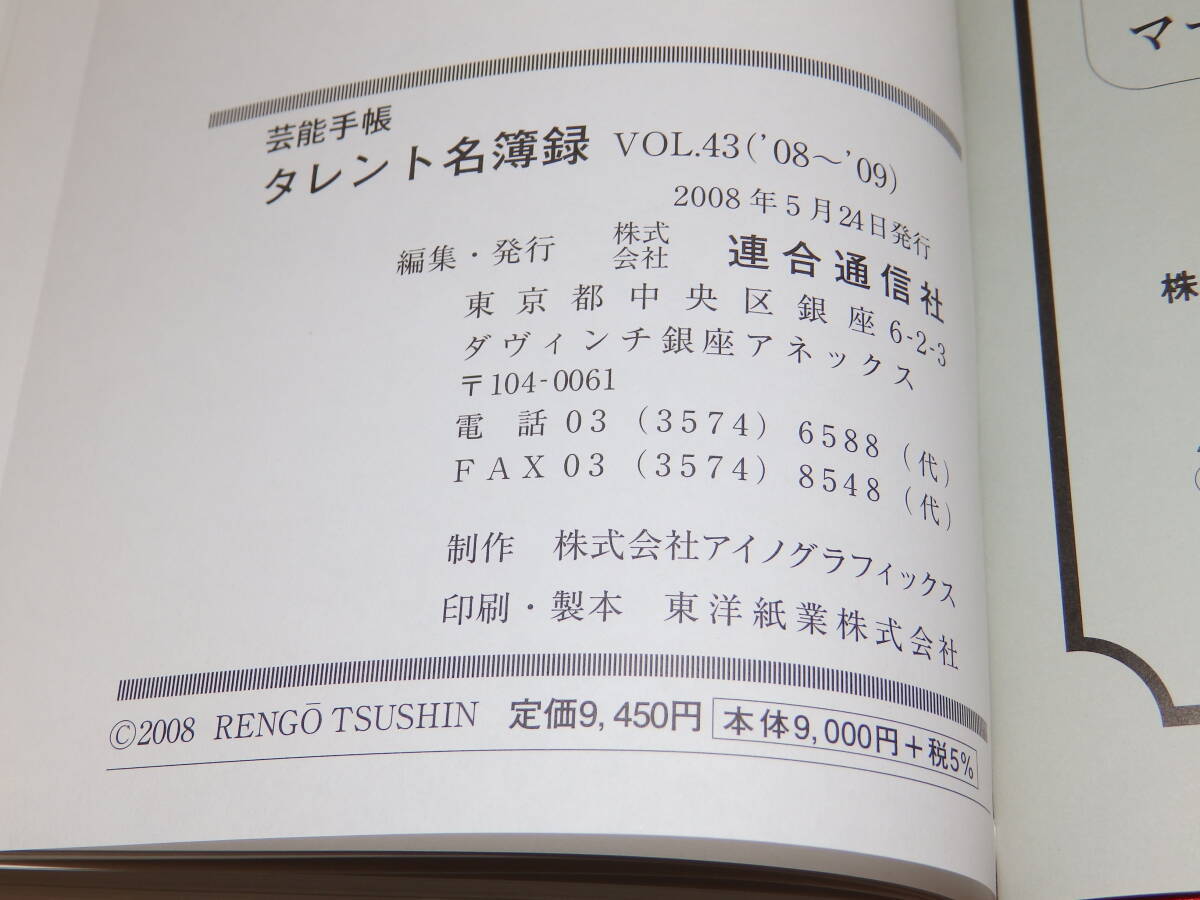 芸能手帳
タレント名簿録 VOL.43('08～'09)
2008年5月24日発行
編集・発行 株式会社 連合通信社
東京都中央区銀座6-2-3
ダヴィンチ銀座アネックス
〒104-0061
電話 03 (3574) 6588 (代)
FAX 03 (3574) 8548 (代)
制作 株式会社アイノグラフィックス
印刷・製本 東洋紙業株式会社
©2008 RENGŌ TSUSHIN 定価9,450円 本体9,000円+税5%
マ
株